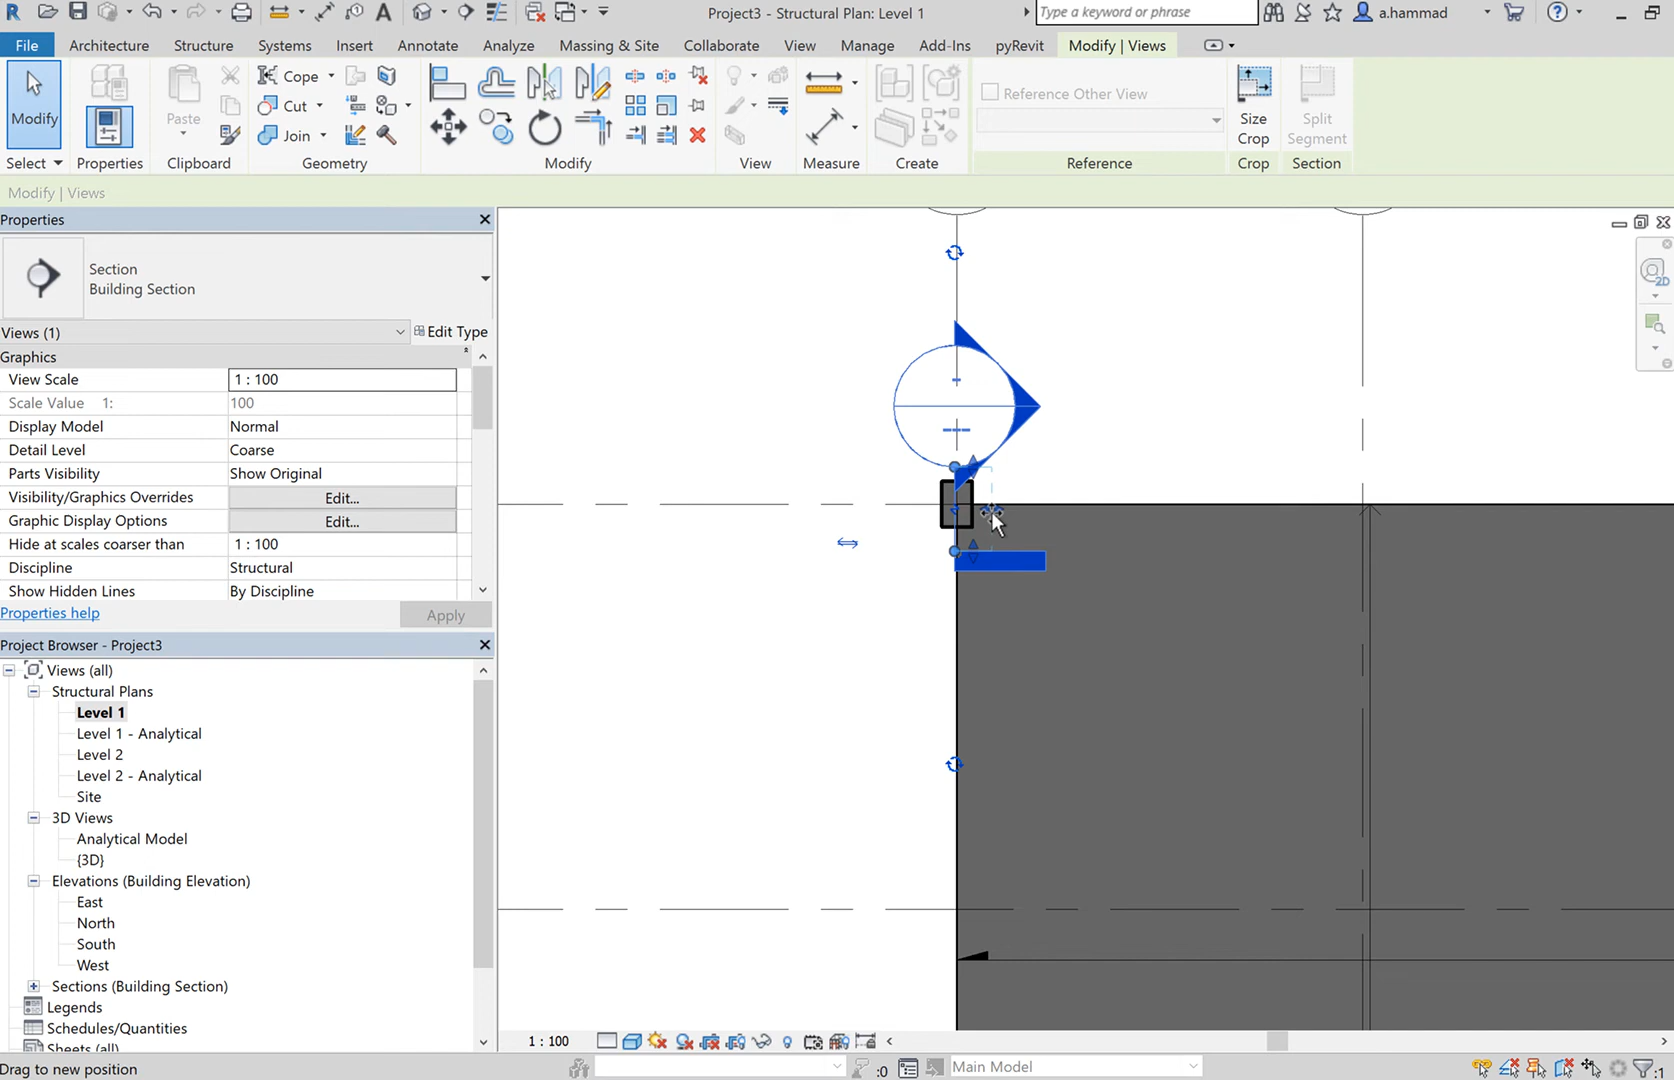 Project3 - Structural Plan: Level 1
Type a keyword or phrase
a.hammad
File
Architecture
Structure
Systems
Insert
Annotate
Analyze
Massing & Site
Collaborate
View
Manage
Add-Ins
pyRevit
Modify | Views
Modify
Paste
Cope
Cut
Join
Reference Other View
Size Crop
Split Segment
Select
Properties
Clipboard
Geometry
Modify
View
Measure
Create
Reference
Crop
Section
Modify | Views
Properties
Section
Building Section
Views (1)
Edit Type
Graphics
View Scale 1 : 100
Scale Value 1: 100
Display Model Normal
Detail Level Coarse
Parts Visibility Show Original
Visibility/Graphics Overrides Edit...
Graphic Display Options Edit...
Hide at scales coarser than 1 : 100
Discipline Structural
Show Hidden Lines By Discipline
Properties help
Apply
Project Browser - Project3
Views (all)
Structural Plans
Level 1
Level 1 - Analytical
Level 2
Level 2 - Analytical
Site
3D Views
Analytical Model
{3D}
Elevations (Building Elevation)
East
North
South
West
Sections (Building Section)
Legends
Schedules/Quantities
Sheets (all)
2D
1 : 100
Drag to new position
:0
Main Model
:1